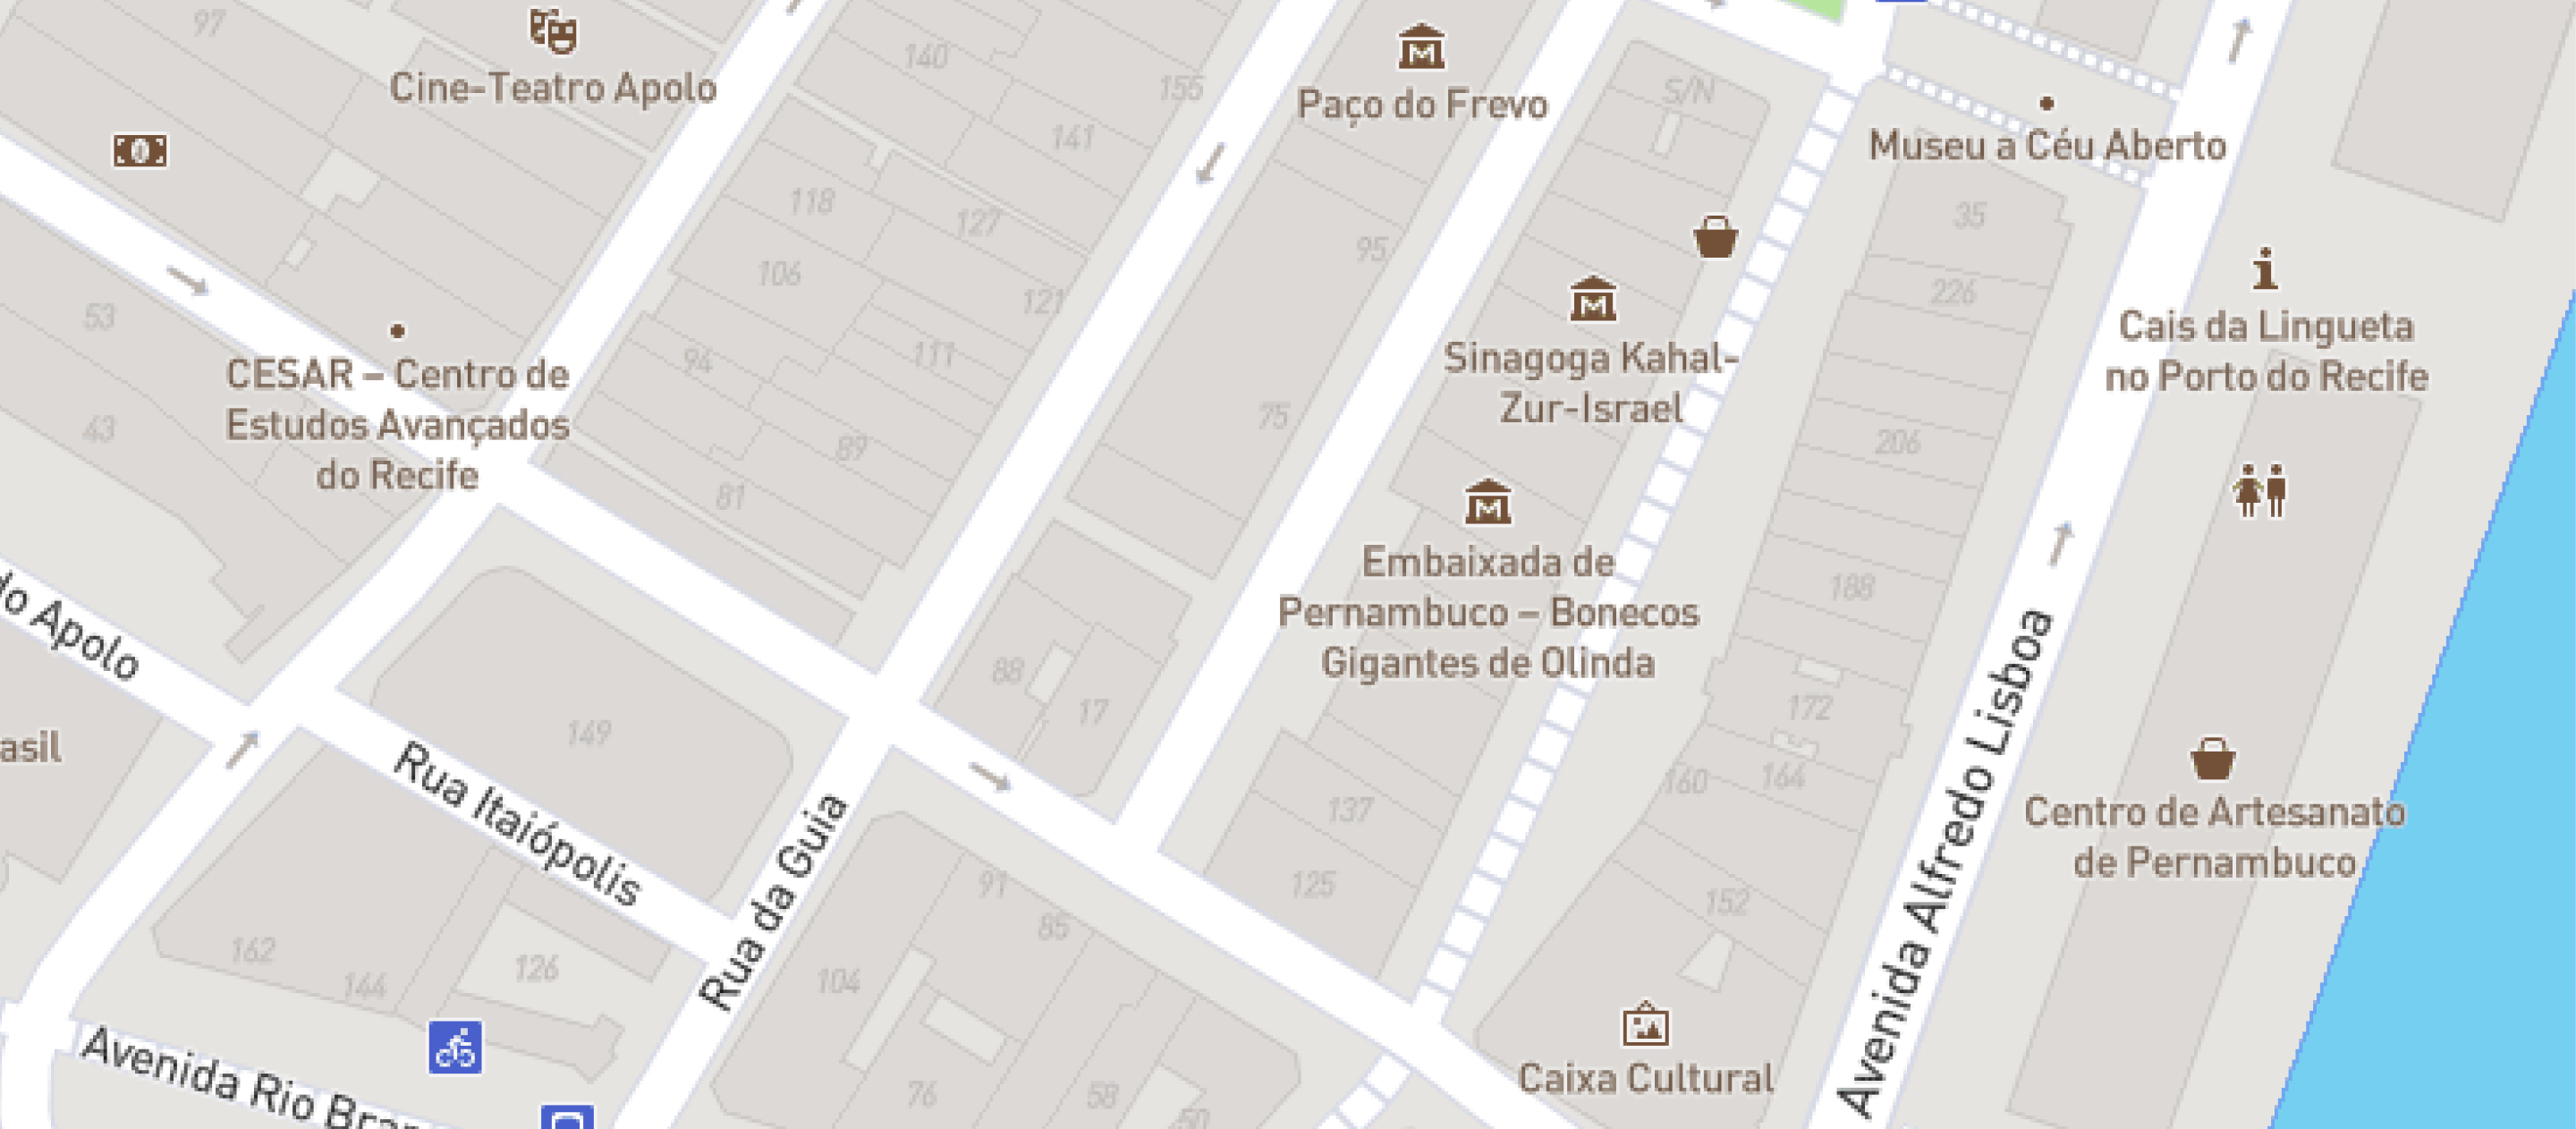 97
Cine-Teatro Apolo
140
155
141
Paço do Frevo
S/N
Museu a Céu Aberto
118
127
106
121
95
35
226
53
CESAR – Centro de
Estudos Avançados
do Recife
43
94
111
89
81
75
Sinagoga Kahal-
Zur-Israel
206
Cais da Lingueta
no Porto do Recife
Embaixada de
Pernambuco – Bonecos
Gigantes de Olinda
188
do Apolo
88
17
172
160
164
149
asil
Rua Itaiópolis
Rua da Guia
137
125
Avenida Alfredo Lisboa
Centro de Artesanato
de Pernambuco
91
85
152
162
144
126
104
Avenida Rio Bra
76
58
50
Caixa Cultural